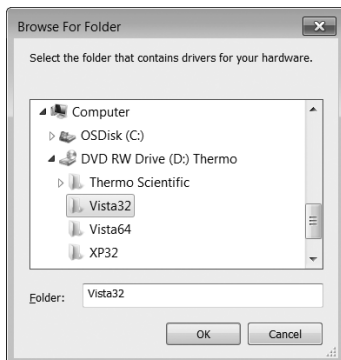 Browse For Folder
Select the folder that contains drivers for your hardware.
Computer
OSDisk (C:)
DVD RW Drive (D:) Thermo
Thermo Scientific
Vista32
Vista64
XP32
Folder: Vista32
OK Cancel